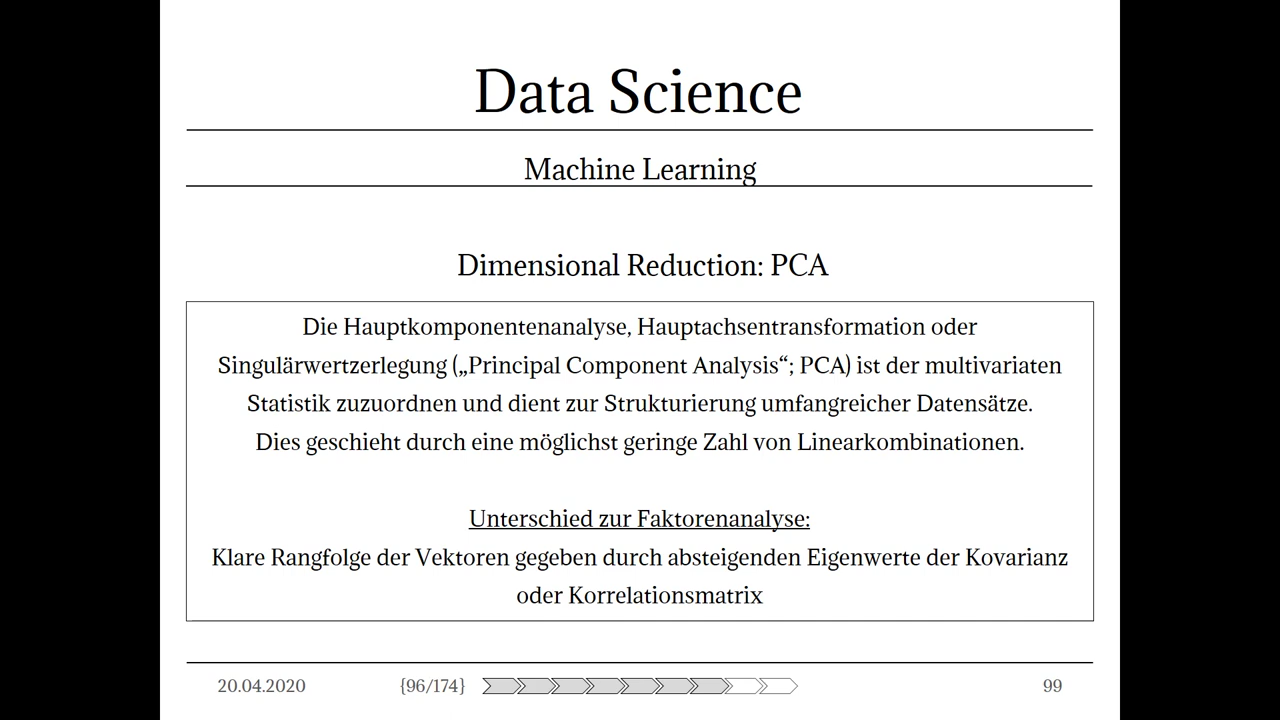 Data Science
Machine Learning
Dimensional Reduction: PCA
Die Hauptkomponentenanalyse, Hauptachsentransformation oder
Singulärwertzerlegung („Principal Component Analysis“; PCA) ist der multivariaten
Statistik zuzuordnen und dient zur Strukturierung umfangreicher Datensätze.
Dies geschieht durch eine möglichst geringe Zahl von Linearkombinationen.
Unterschied zur Faktorenanalyse:
Klare Rangfolge der Vektoren gegeben durch absteigenden Eigenwerte der Kovarianz
oder Korrelationsmatrix
20.04.2020 {96/174} 99